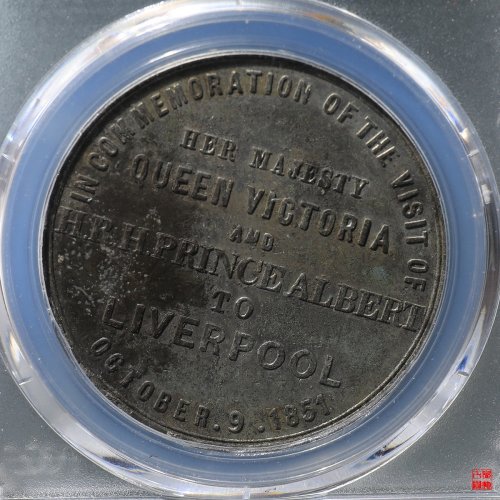 IN COMMEMORATION OF THE VISIT OF
HER MAJESTY
QUEEN VICTORIA
AND
H.R.H. PRINCE ALBERT
TO
LIVERPOOL
OCTOBER. 9. 1851